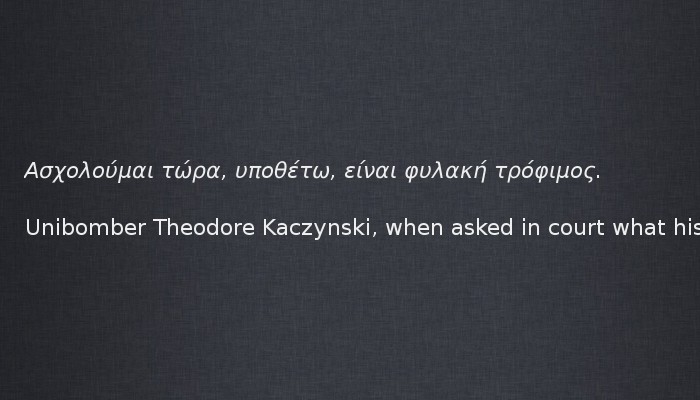 Ασχολούμαι τώρα, υποθέτω, είναι φυλακή τρόφιμος.
Unibomber Theodore Kaczynski, when asked in court what his